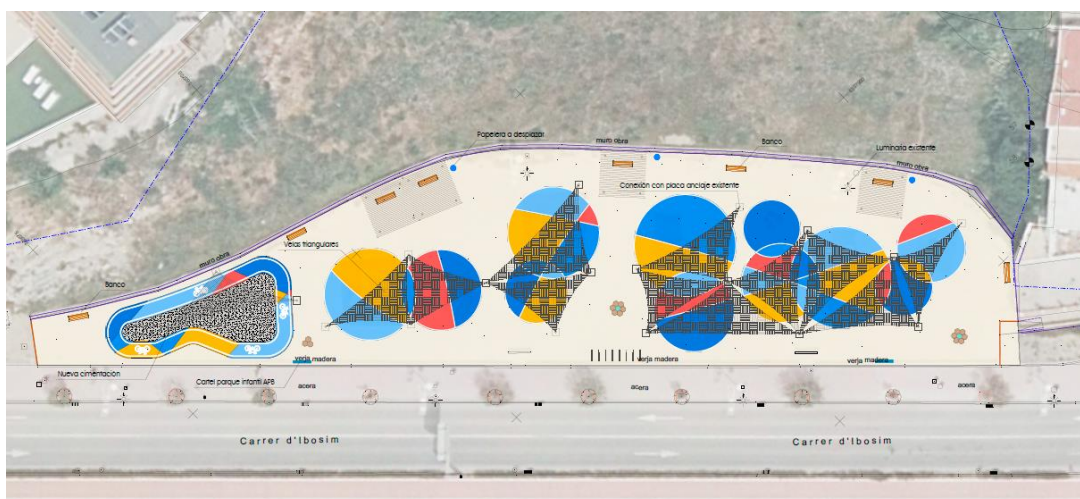 Papelera a desplazar
muro obra
Banco
Luminaria existente
muro obra
Conexión con placa anclaje existente
Velas triangulares
muro obra
Banco
verja madera
verja madera
verja madera
Nueva cimentación
Cartel parque infantil APB
acera
acera
acera
Carrer d'Ibosim
Carrer d'Ibosim